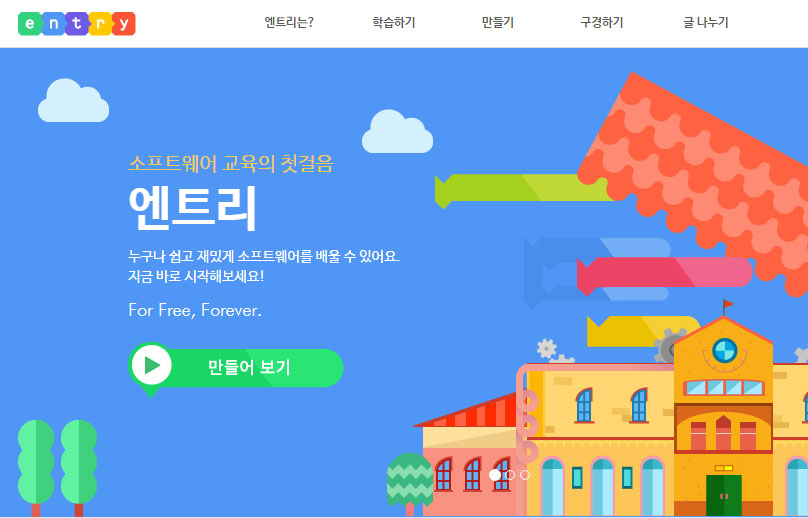 entry
엔트리는?
학습하기
만들기
구경하기
글 나누기
소프트웨어 교육의 첫걸음
엔트리
누구나 쉽고 재밌게 소프트웨어를 배울 수 있어요.
지금 바로 시작해보세요!
For Free, Forever.
만들어 보기